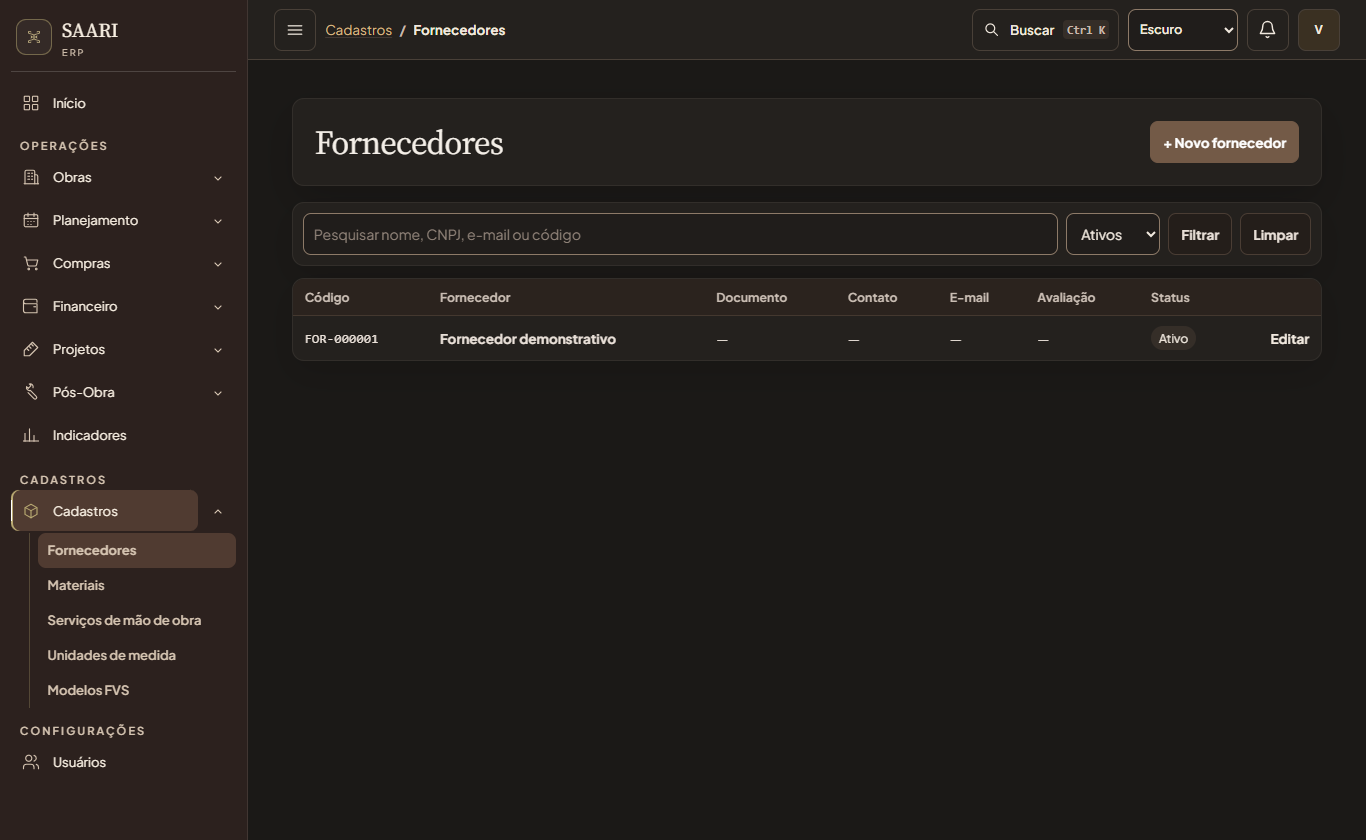 SAARI
ERP
Início
OPERAÇÕES
Obras
Planejamento
Compras
Financeiro
Projetos
Pós-Obra
Indicadores
CADASTROS
Cadastros
Fornecedores
Materiais
Serviços de mão de obra
Unidades de medida
Modelos FVS
CONFIGURAÇÕES
Usuários
Cadastros / Fornecedores
Buscar Ctrl K
Escuro
V
Fornecedores
+ Novo fornecedor
Pesquisar nome, CNPJ, e-mail ou código
Ativos
Filtrar
Limpar
Código Fornecedor Documento Contato E-mail Avaliação Status
FOR-000001 Fornecedor demonstrativo — — — — Ativo Editar